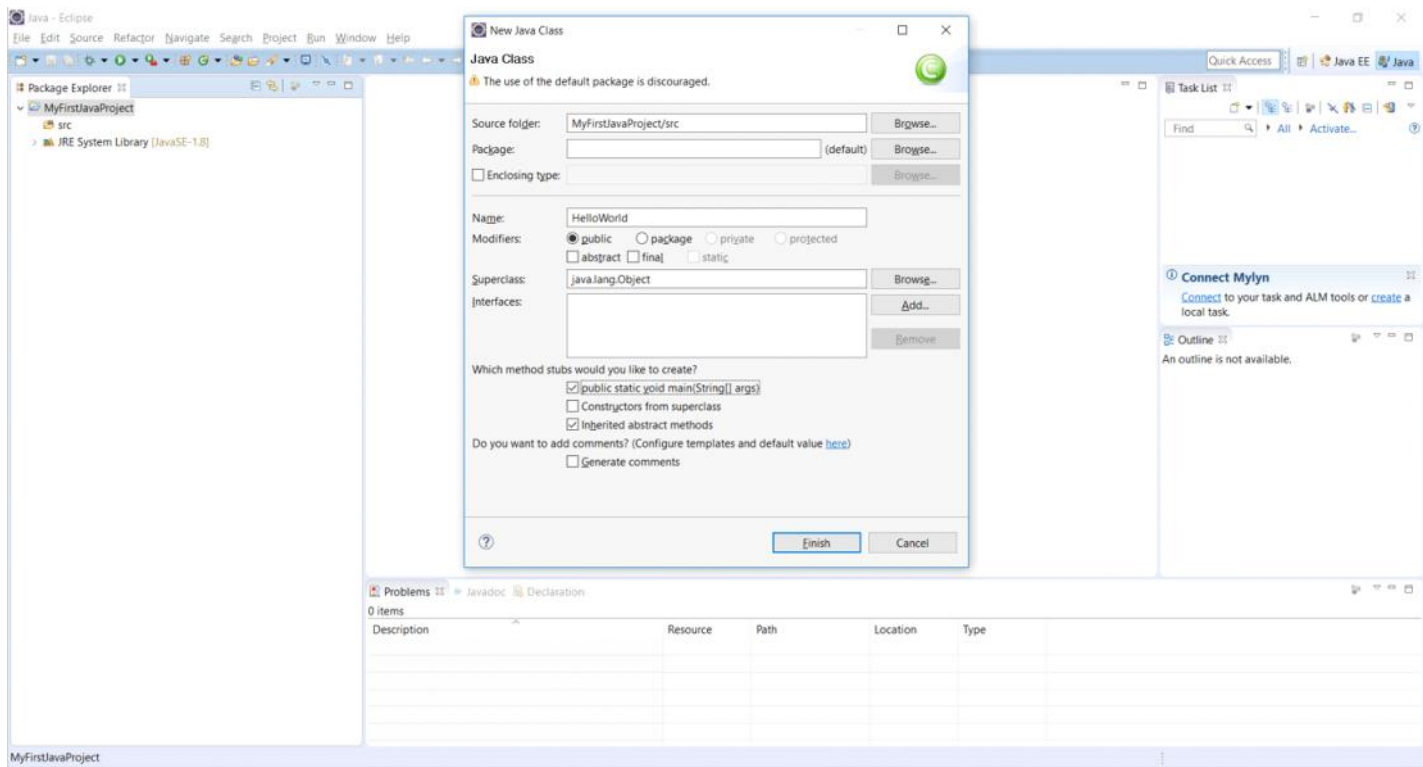 Java - Eclipse
File Edit Source Refactor Navigate Search Project Run Window Help
Quick Access Java EE Java
Package Explorer
MyFirstJavaProject
src
JRE System Library [JavaSE-1.8]
New Java Class
Java Class
The use of the default package is discouraged.
Source folder: MyFirstJavaProject/src Browse...
Package: (default) Browse...
Enclosing type: Browse...
Name: HelloWorld
Modifiers: public package private protected
abstract final static
Superclass: java.lang.Object Browse...
Interfaces: Add...
Remove
Which method stubs would you like to create?
public static void main(String[] args)
Constructors from superclass
Inherited abstract methods
Do you want to add comments? (Configure templates and default value here)
Generate comments
Finish Cancel
Task List
Find All Activate...
Connect Mylyn
Connect to your task and ALM tools or create a
local task.
Outline
An outline is not available.
Problems Javadoc Declaration
0 items
Description Resource Path Location Type
MyFirstJavaProject